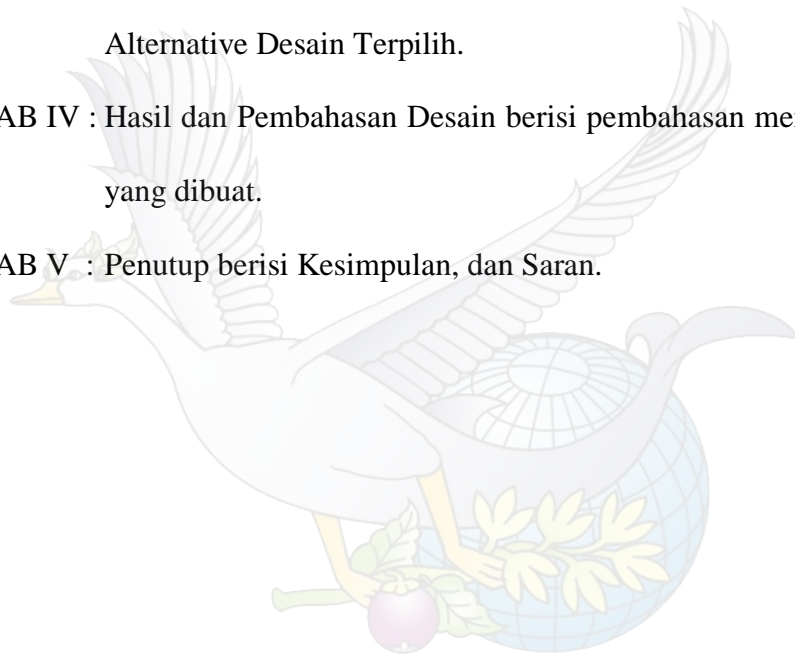 Alternative Desain Terpilih.
AB IV : Hasil dan Pembahasan Desain berisi pembahasan
yang dibuat.
AB V : Penutup berisi Kesimpulan, dan Saran.